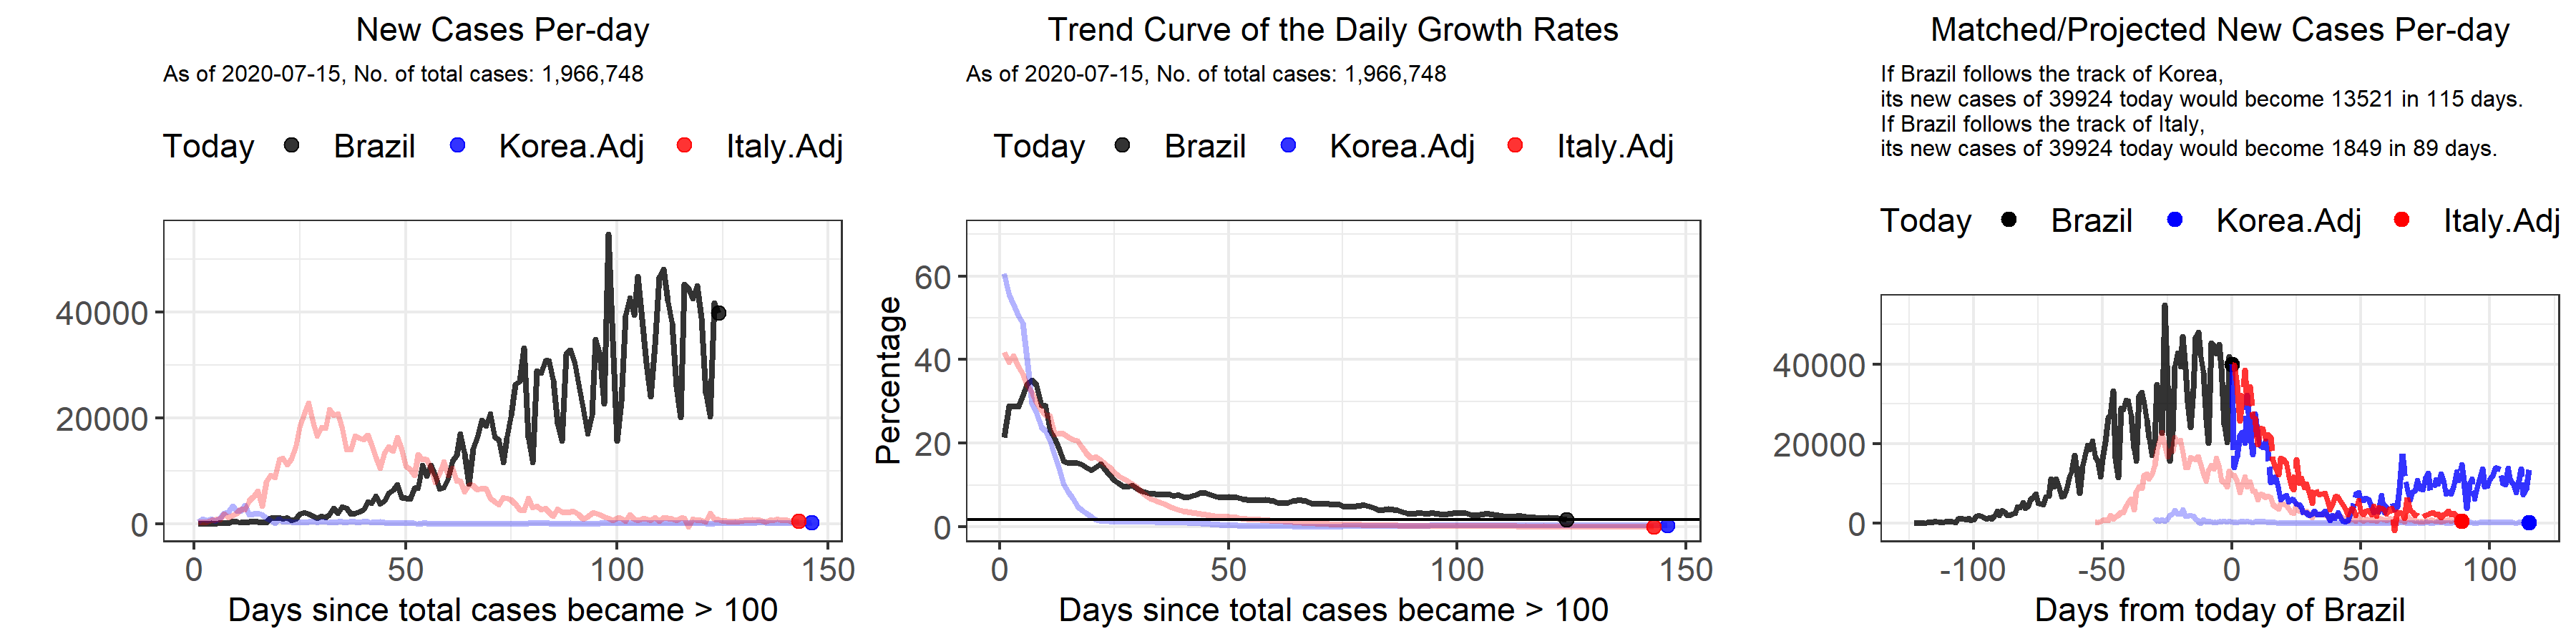 New Cases Per-day
As of 2020-07-15, No. of total cases: 1,966,748
Today Brazil Korea.Adj Italy.Adj
40000
20000
0
0 50 100 150
Days since total cases became > 100
Trend Curve of the Daily Growth Rates
As of 2020-07-15, No. of total cases: 1,966,748
Today Brazil Korea.Adj Italy.Adj
Percentage
60
40
20
0
0 50 100 150
Days since total cases became > 100
Matched/Projected New Cases Per-day
If Brazil follows the track of Korea,
its new cases of 39924 today would become 13521 in 115 days.
If Brazil follows the track of Italy,
its new cases of 39924 today would become 1849 in 89 days.
Today Brazil Korea.Adj Italy.Adj
40000
20000
0
-100 -50 0 50 100
Days from today of Brazil